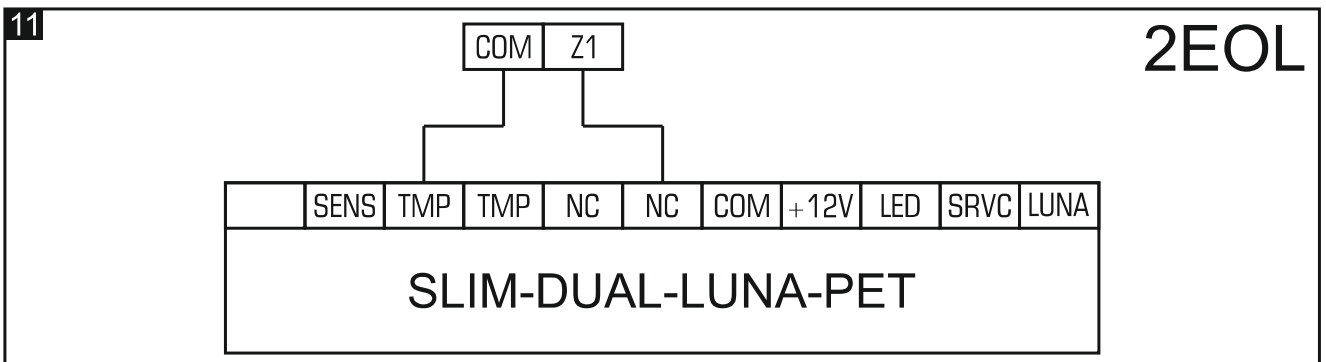 11
2EOL
COM Z1
SENS TMP TMP NC NC COM +12V LED SRVC LUNA
SLIM-DUAL-LUNA-PET